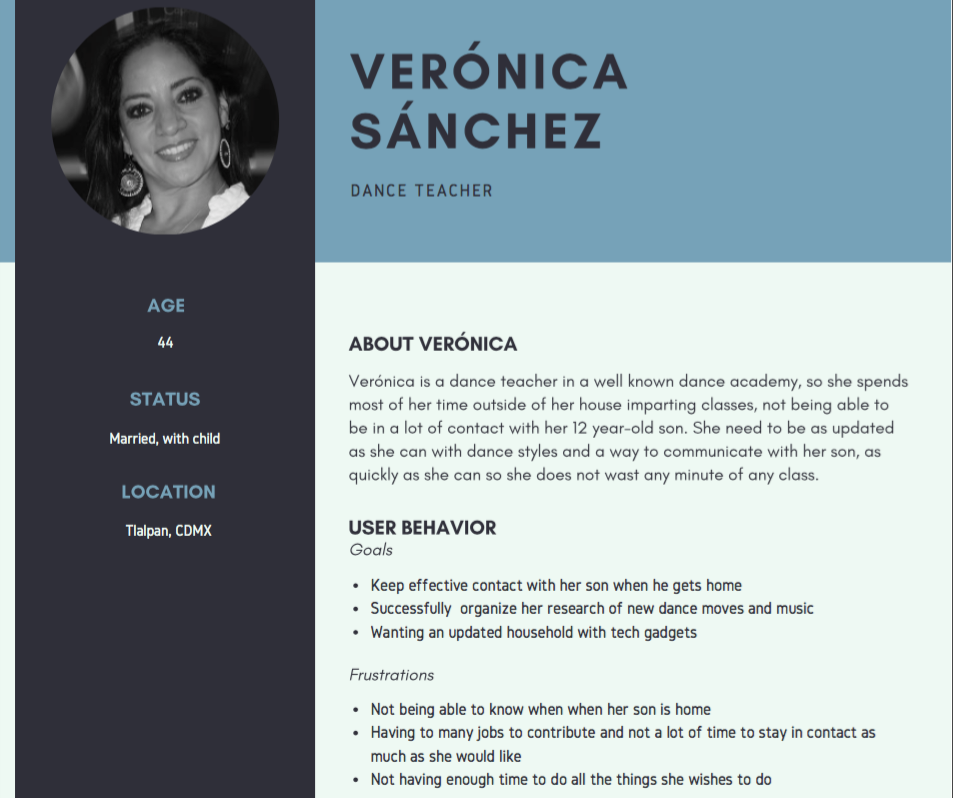 VERÓNICA
SÁNCHEZ
DANCE TEACHER
AGE
44
STATUS
Married, with child
LOCATION
Tlalpan, CDMX
ABOUT VERÓNICA
Verónica is a dance teacher in a well known dance academy, so she spends
most of her time outside of her house imparting classes, not being able to
be in a lot of contact with her 12 year-old son. She need to be as updated
as she can with dance styles and a way to communicate with her son, as
quickly as she can so she does not wast any minute of any class.
USER BEHAVIOR
Goals
• Keep effective contact with her son when he gets home
• Successfully organize her research of new dance moves and music
• Wanting an updated household with tech gadgets
Frustrations
• Not being able to know when when her son is home
• Having to many jobs to contribute and not a lot of time to stay in contact as
much as she would like
• Not having enough time to do all the things she wishes to do